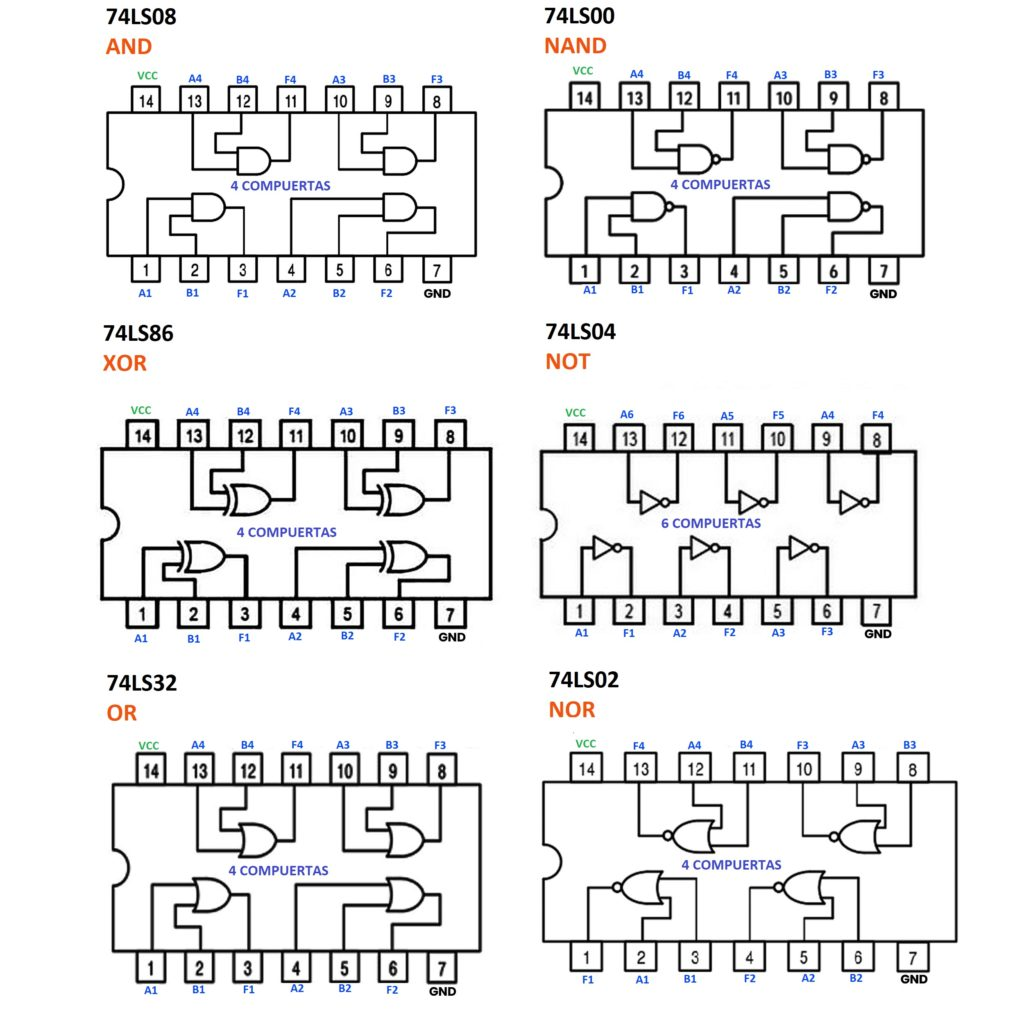 74LS08
AND
VCC A4 B4 F4 A3 B3 F3
14 13 12 11 10 9 8
4 COMPUERTAS
1 2 3 4 5 6 7
A1 B1 F1 A2 B2 F2 GND
74LS00
NAND
VCC A4 B4 F4 A3 B3 F3
14 13 12 11 10 9 8
4 COMPUERTAS
1 2 3 4 5 6 7
A1 B1 F1 A2 B2 F2 GND
74LS86
XOR
VCC A4 B4 F4 A3 B3 F3
14 13 12 11 10 9 8
4 COMPUERTAS
1 2 3 4 5 6 7
A1 B1 F1 A2 B2 F2 GND
74LS04
NOT
VCC A6 F6 A5 F5 A4 F4
14 13 12 11 10 9 8
6 COMPUERTAS
1 2 3 4 5 6 7
A1 F1 A2 F2 A3 F3 GND
74LS32
OR
VCC A4 B4 F4 A3 B3 F3
14 13 12 11 10 9 8
4 COMPUERTAS
1 2 3 4 5 6 7
A1 B1 F1 A2 B2 F2 GND
74LS02
NOR
VCC F4 A4 B4 F3 A3 B3
14 13 12 11 10 9 8
4 COMPUERTAS
1 2 3 4 5 6 7
F1 A1 B1 F2 A2 B2 GND